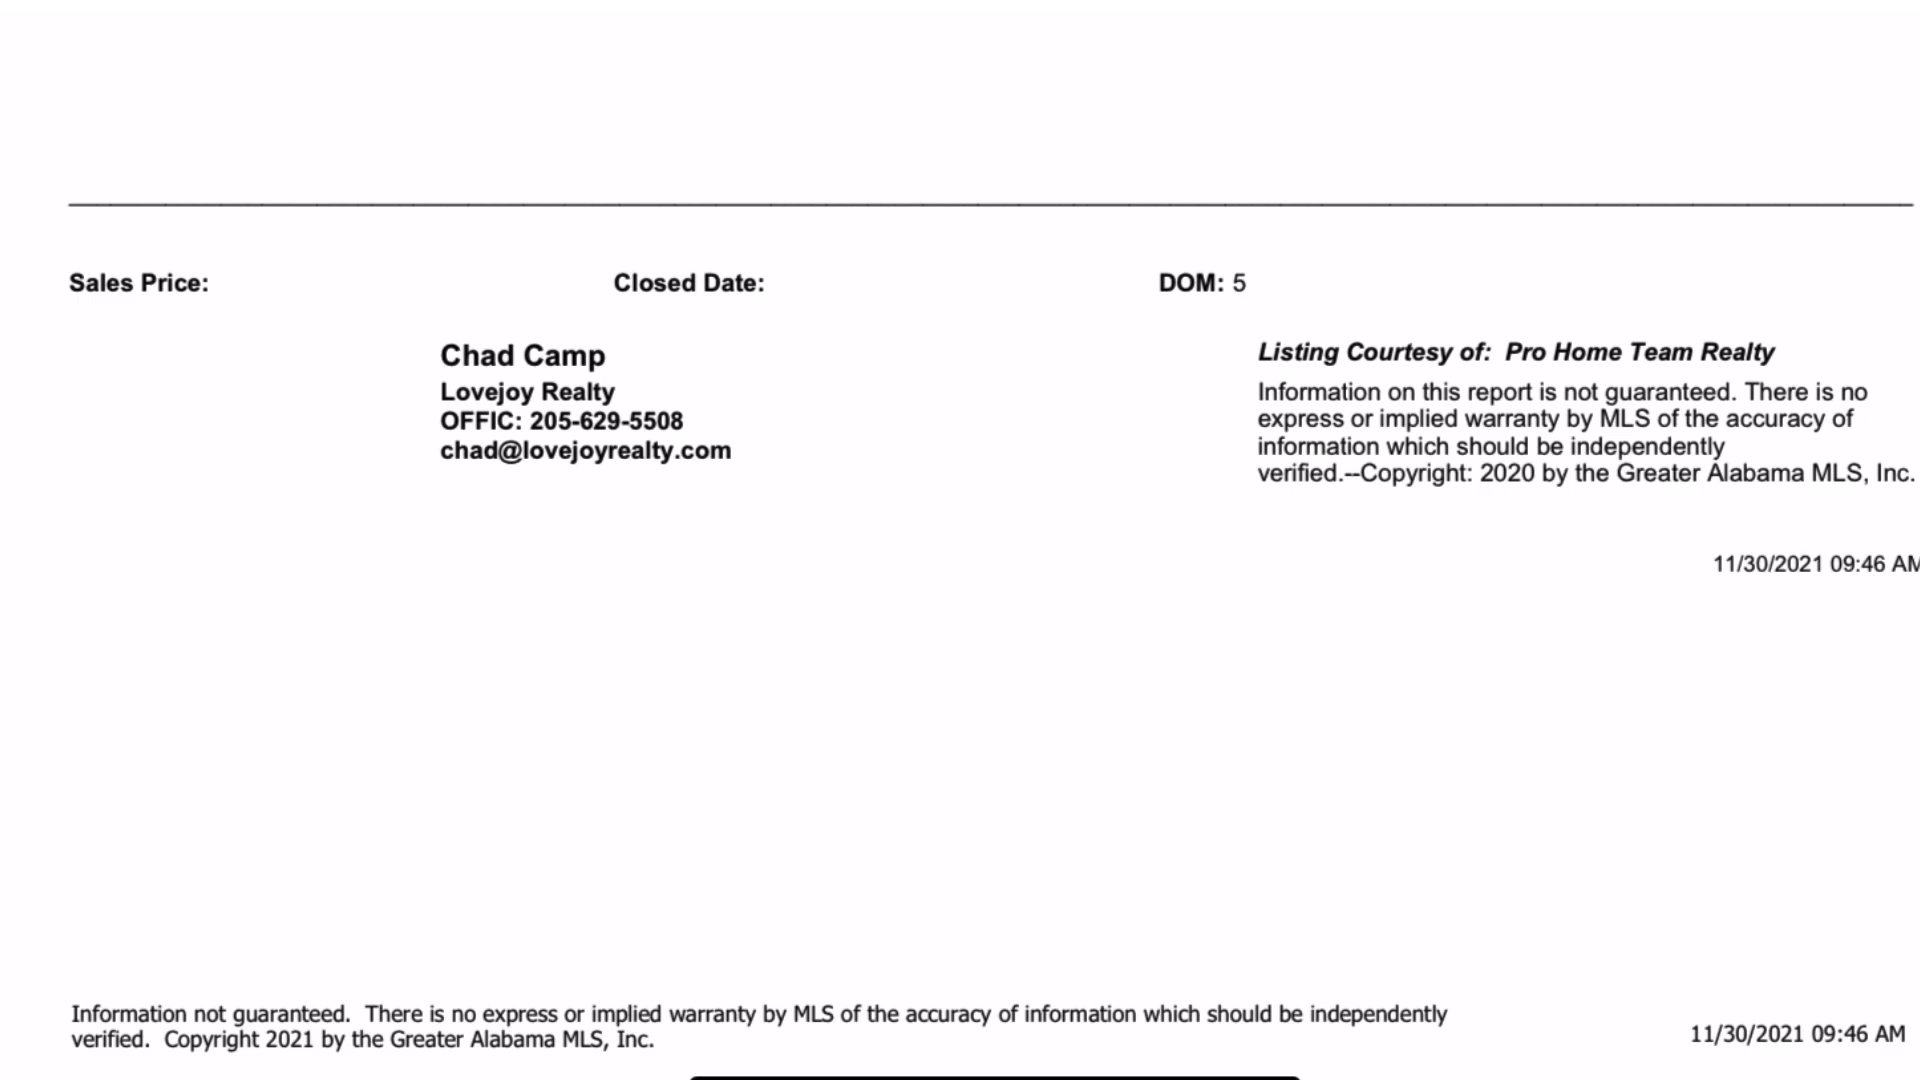 Sales Price:
Closed Date:
DOM: 5
Chad Camp
Lovejoy Realty
OFFIC: 205-629-5508
chad@lovejoyrealty.com
Listing Courtesy of:  Pro Home Team Realty
Information on this report is not guaranteed. There is no
express or implied warranty by MLS of the accuracy of
information which should be independently
verified.--Copyright: 2020 by the Greater Alabama MLS, Inc.
11/30/2021 09:46 AM
Information not guaranteed.  There is no express or implied warranty by MLS of the accuracy of information which should be independently
verified.  Copyright 2021 by the Greater Alabama MLS, Inc.
11/30/2021 09:46 AM